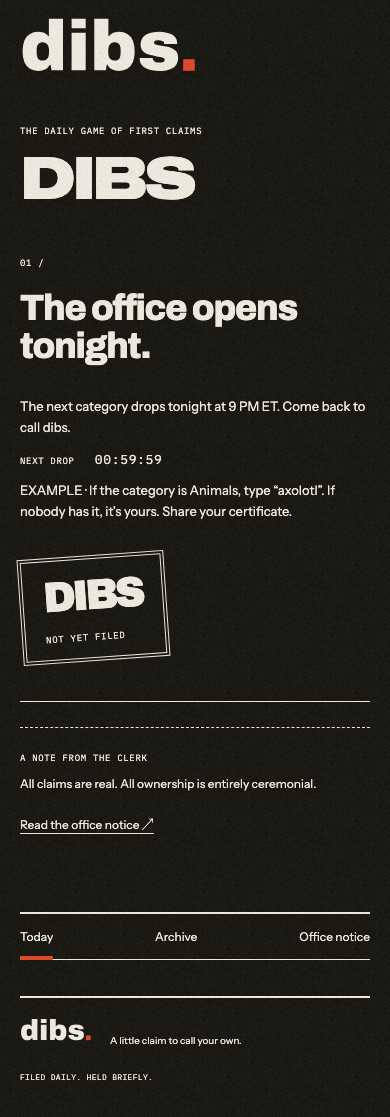 dibs.
THE DAILY GAME OF FIRST CLAIMS
DIBS
01 /
The office opens
tonight.
The next category drops tonight at 9 PM ET. Come back to
call dibs.
NEXT DROP 00:59:59
EXAMPLE · If the category is Animals, type “axolotl”. If
nobody has it, it’s yours. Share your certificate.
DIBS
NOT YET FILED
A NOTE FROM THE CLERK
All claims are real. All ownership is entirely ceremonial.
Read the office notice ↗
Today Archive Office notice
dibs. A little claim to call your own.
FILED DAILY. HELD BRIEFLY.